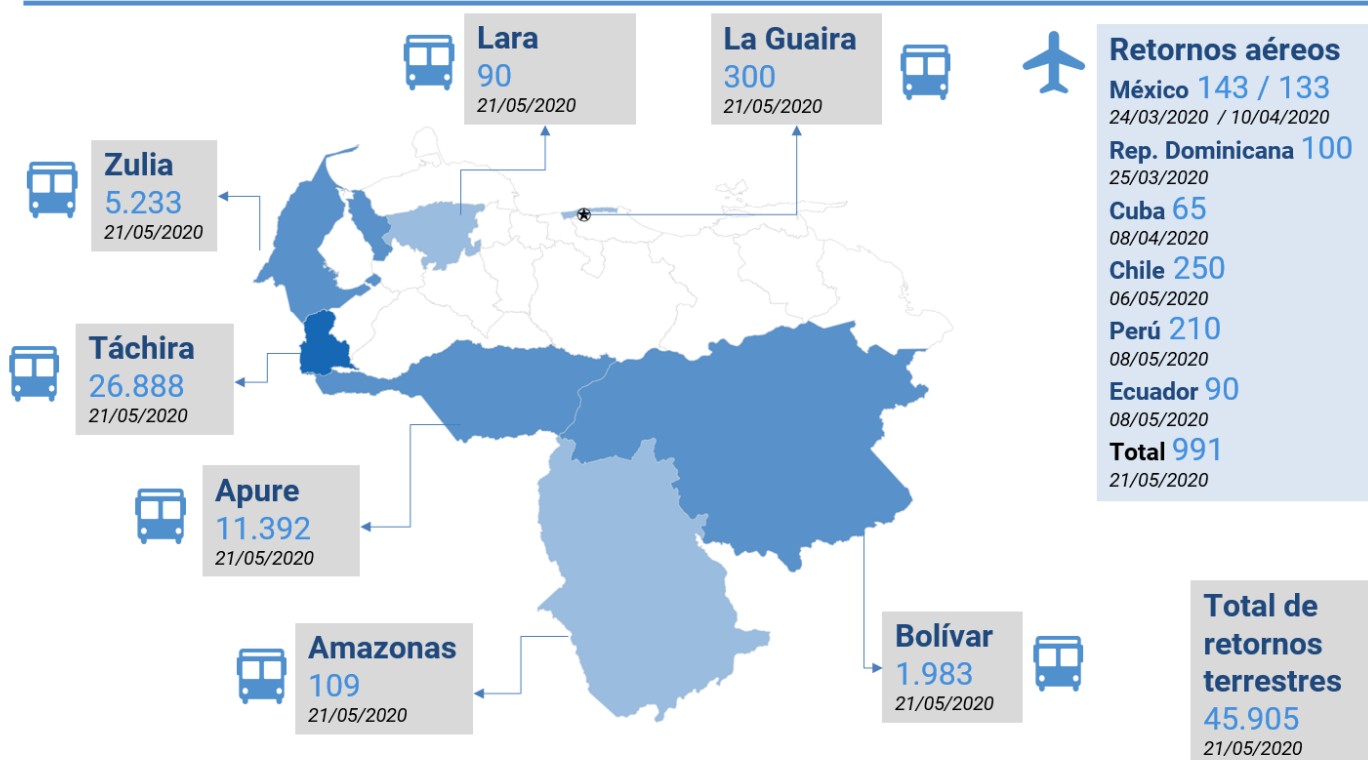 Lara
90
21/05/2020
La Guaira
300
21/05/2020
Retornos aéreos
México 143 / 133
24/03/2020 / 10/04/2020
Rep. Dominicana 100
25/03/2020
Cuba 65
08/04/2020
Chile 250
06/05/2020
Perú 210
08/05/2020
Ecuador 90
08/05/2020
Total 991
21/05/2020
Zulia
5.233
21/05/2020
Táchira
26.888
21/05/2020
Apure
11.392
21/05/2020
Amazonas
109
21/05/2020
Bolívar
1.983
21/05/2020
Total de
retornos
terrestres
45.905
21/05/2020